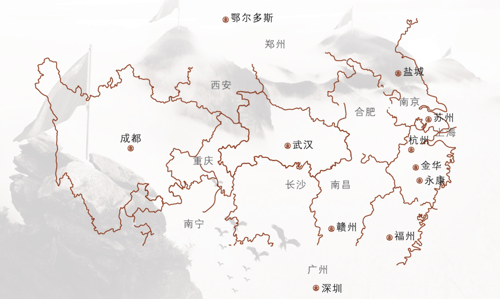 鄂尔多斯
郑州
盐城
西安
南京
合肥
苏州
上海
成都
杭州
武汉
重庆
金华
永康
长沙
南昌
南宁
赣州
福州
广州
深圳